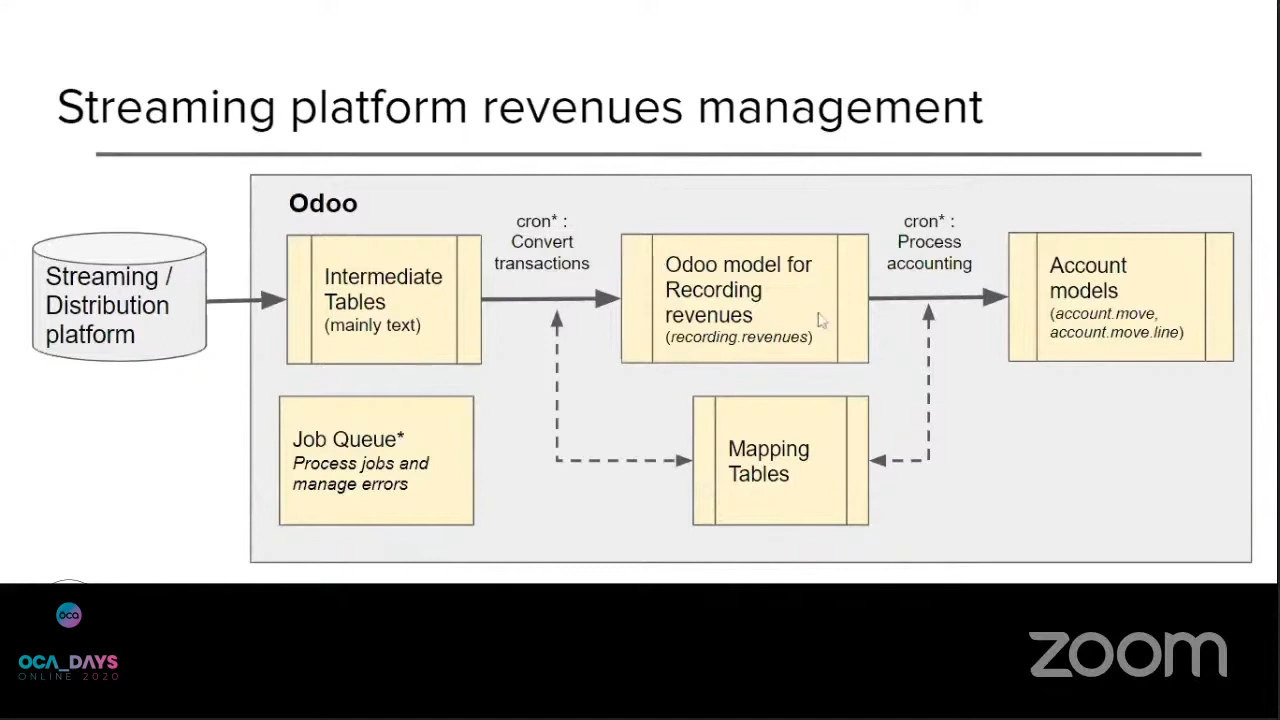 Streaming platform revenues management
Odoo
Streaming /
Distribution
platform
Intermediate
Tables
(mainly text)
cron* :
Convert
transactions
Odoo model for
Recording
revenues
(recording.revenues)
cron* :
Process
accounting
Account
models
(account.move,
account.move.line)
Job Queue*
Process jobs and
manage errors
Mapping
Tables
oca
OCA_DAYS
ONLINE 2020
zoom